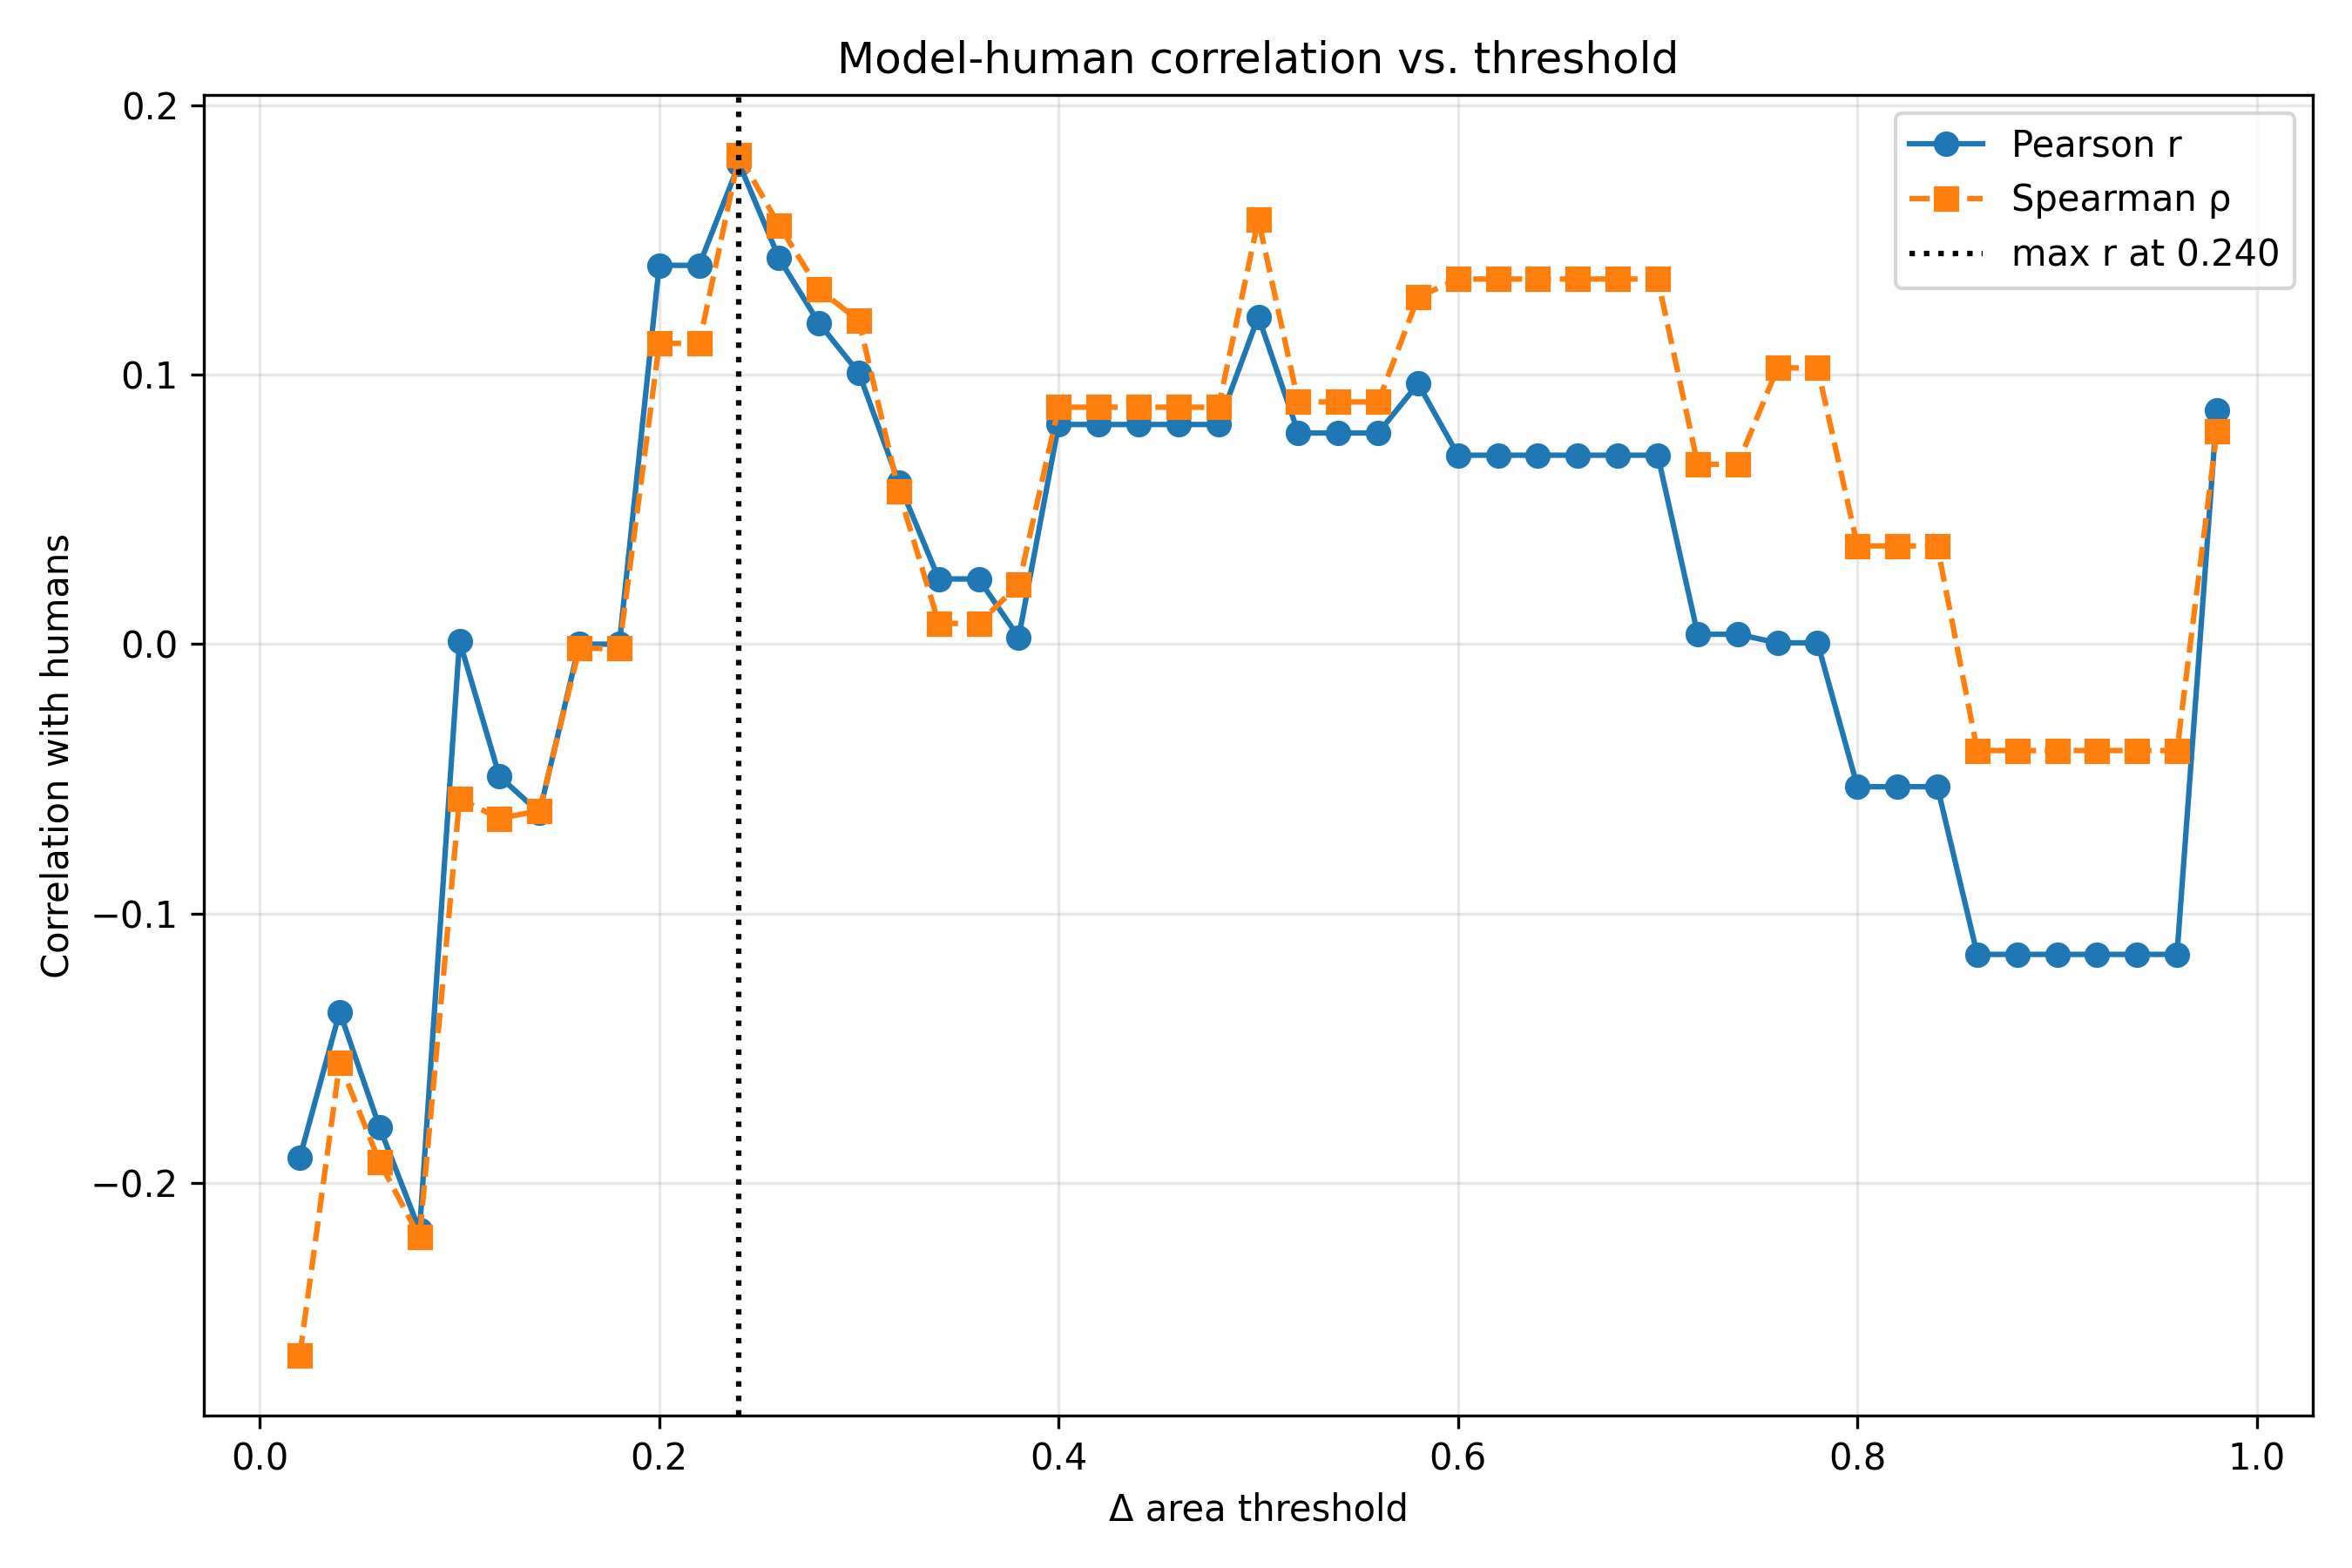 Model-human correlation vs. threshold
Pearson r
Spearman ρ
max r at 0.240
Correlation with humans
0.2
0.1
0.0
−0.1
−0.2
0.0 0.2 0.4 0.6 0.8 1.0
Δ area threshold